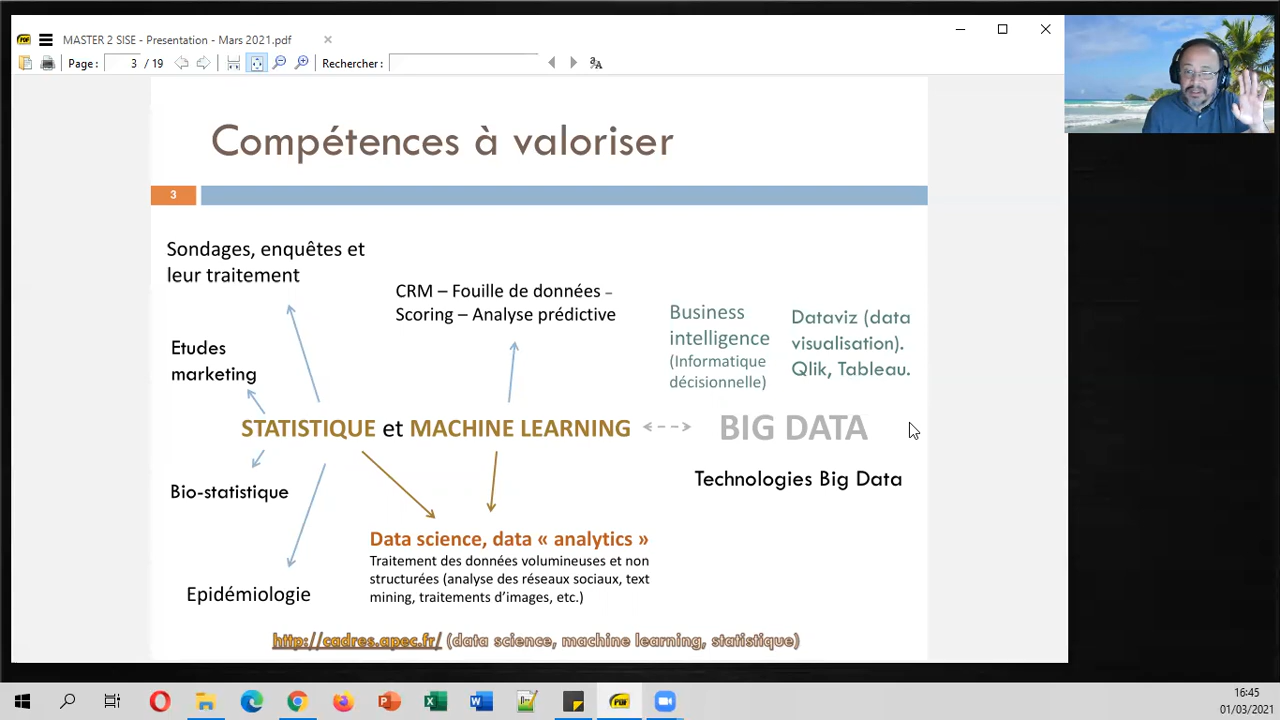 MASTER 2 SISE - Presentation - Mars 2021.pdf
Page : 3 / 19 Rechercher :
Compétences à valoriser
3
Sondages, enquêtes et
leur traitement
CRM – Fouille de données –
Scoring – Analyse prédictive
Business
intelligence
(Informatique
décisionnelle)
Dataviz (data
visualisation).
Qlik, Tableau.
Etudes
marketing
STATISTIQUE et MACHINE LEARNING
BIG DATA
Technologies Big Data
Bio-statistique
Data science, data « analytics »
Traitement des données volumineuses et non
structurées (analyse des réseaux sociaux, text
mining, traitements d’images, etc.)
Epidémiologie
http://cadres.apec.fr/ (data science, machine learning, statistique)
16:45
01/03/2021